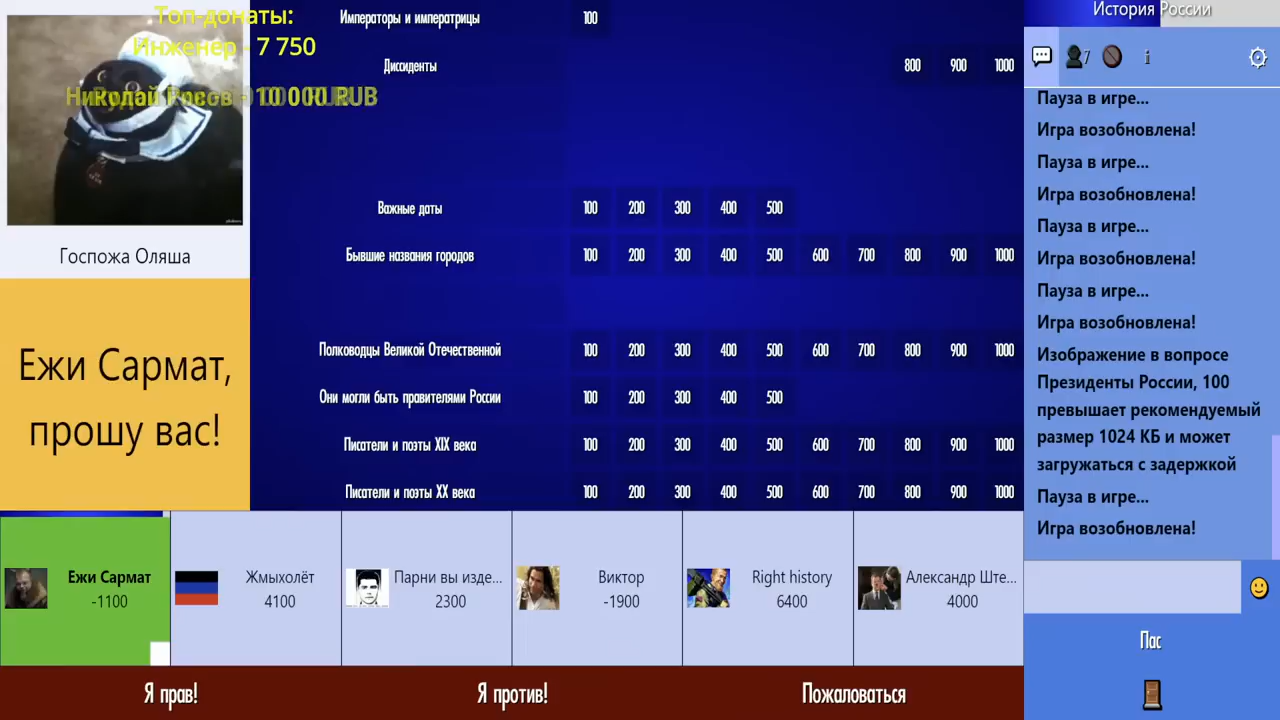 Топ-донаты:
Инженер - 7 750
Николай Росов - 10 000 RUB
Госпожа Оляша
Ежи Сармат,
прошу вас!
Императоры и императрицы 100
Диссиденты 800 900 1000
Важные даты 100 200 300 400 500
Бывшие названия городов 100 200 300 400 500 600 700 800 900 1000
Полководцы Великой Отечественной 100 200 300 400 500 600 700 800 900 1000
Они могли быть правителями России 100 200 300 400 500
Писатели и поэты XIX века 100 200 300 400 500 600 700 800 900 1000
Писатели и поэты XX века 100 200 300 400 500 600 700 800 900 1000
История России
7
i
Пауза в игре...
Игра возобновлена!
Пауза в игре...
Игра возобновлена!
Пауза в игре...
Игра возобновлена!
Пауза в игре...
Игра возобновлена!
Изображение в вопросе
Президенты России, 100
превышает рекомендуемый
размер 1024 КБ и может
загружаться с задержкой
Пауза в игре...
Игра возобновлена!
Ежи Сармат
-1100
Жмыхолёт
4100
Парни вы изде...
2300
Виктор
-1900
Right history
6400
Александр Ште...
4000
Пас
Я прав!
Я против!
Пожаловаться